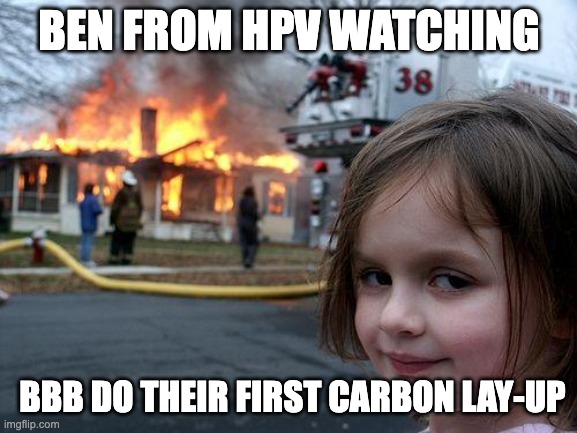 BEN FROM HPV WATCHING
38
BBB DO THEIR FIRST CARBON LAY-UP
imgflip.com